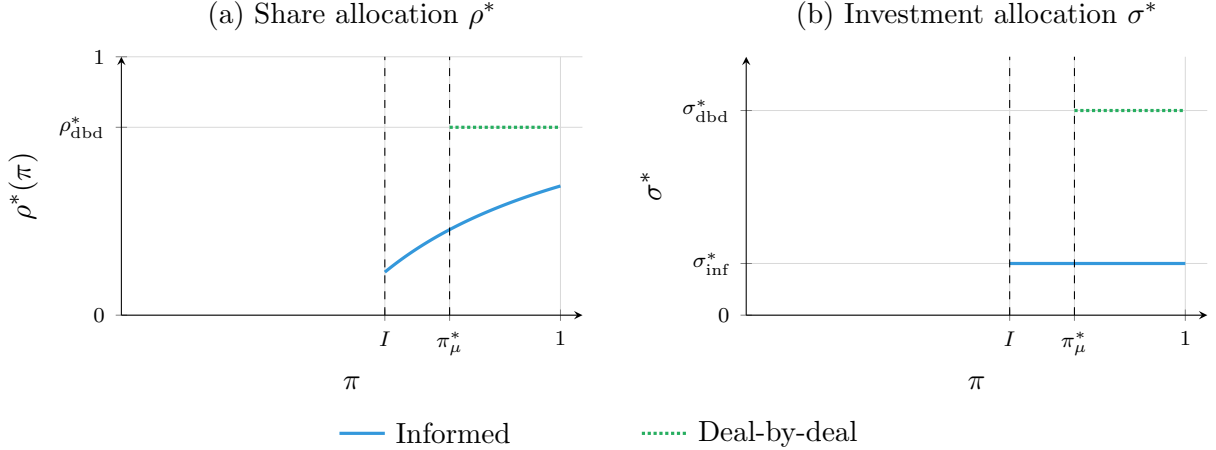 (a) Share allocation ρ*
1
ρ*dbd
ρ*(π)
0
I
π*μ
1
π
(b) Investment allocation σ*
σ*dbd
σ*
σ*inf
0
I
π*μ
1
π
Informed
Deal-by-deal